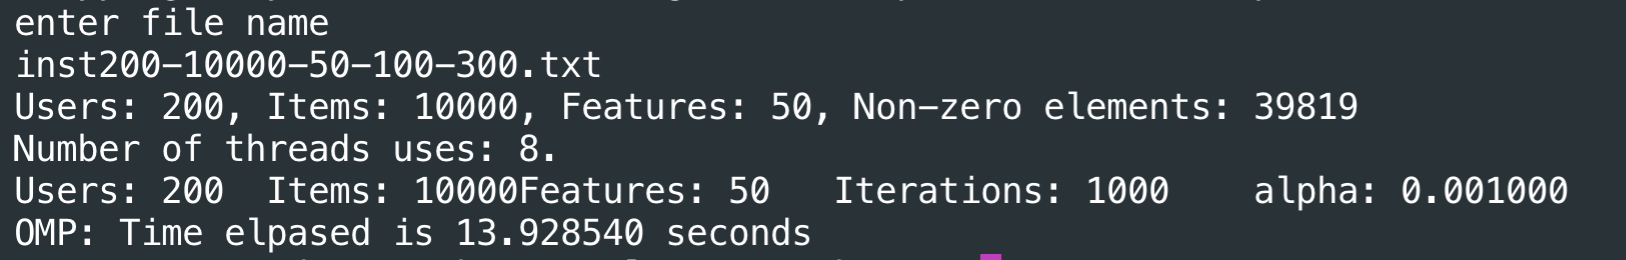 enter file name
inst200-10000-50-100-300.txt
Users: 200, Items: 10000, Features: 50, Non-zero elements: 39819
Number of threads uses: 8.
Users: 200  Items: 10000Features: 50   Iterations: 1000    alpha: 0.001000
OMP: Time elpased is 13.928540 seconds